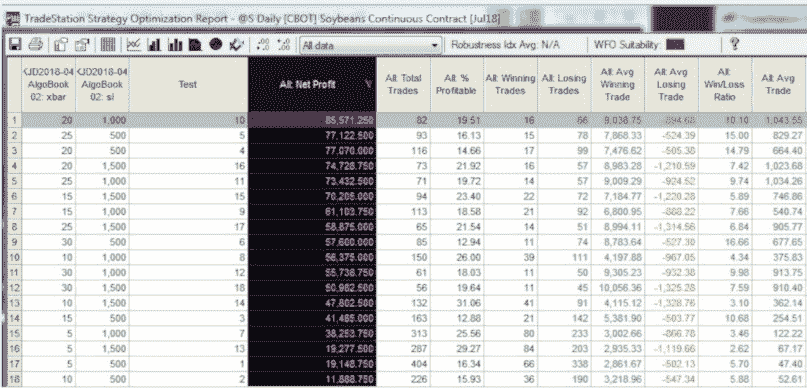 TradeStation Strategy Optimization Report - @S Daily [CBOT] Soybeans Continuous Contract [Jul18]
All data Robustness Idx Avg: N/A WFO Suitability:
KJD2018-04 AlgoBook 02: xbar KJD2018-04 AlgoBook 02: sl Test All: Net Profit All: Total Trades All: % Profitable All: Winning Trades All: Losing Trades All: Avg Winning Trade All: Avg Losing Trade All: Avg Win/Loss Ratio All: Avg Trade
1 20 1,000 10 85,571.250 82 19.51 16 66 9,038.75 -894.68 10.10 1,043.55
2 25 500 5 77,122.500 93 16.13 15 78 7,868.33 -524.39 15.00 829.27
3 20 500 4 77,070.000 116 14.66 17 99 7,476.62 -505.38 14.79 664.40
4 20 1,500 16 74,728.750 73 21.92 16 57 8,983.28 -1,210.59 7.42 1,023.68
5 25 1,000 11 73,432.500 71 19.72 14 57 9,009.29 -924.52 9.74 1,034.26
6 15 1,500 15 70,205.000 94 23.40 22 72 7,184.77 -1,220.28 5.89 746.86
7 15 1,000 9 61,103.750 113 18.58 21 92 6,800.95 -888.22 7.66 540.74
8 25 1,500 17 58,875.000 65 21.54 14 51 8,994.11 -1,314.56 6.84 905.77
9 30 500 6 57,600.000 85 12.94 11 74 8,783.64 -527.30 16.66 677.65
10 10 1,000 8 56,375.000 150 26.00 39 111 4,197.88 -967.05 4.34 375.83
11 30 1,000 12 55,738.750 61 18.03 11 50 9,305.23 -932.38 9.98 913.75
12 30 1,500 18 50,982.500 56 19.64 11 45 10,056.36 -1,325.28 7.59 910.40
13 10 1,500 14 47,802.500 132 31.06 41 91 4,115.12 -1,328.76 3.10 362.14
14 15 500 3 41,485.000 163 12.88 21 142 5,381.90 -503.77 10.68 254.51
15 5 1,000 7 38,253.750 313 25.56 80 233 3,002.66 -866.78 3.46 122.22
16 5 1,500 13 19,277.500 287 29.27 84 203 2,935.33 -1,119.66 2.62 67.17
17 5 500 1 19,148.750 404 16.34 66 338 2,861.67 -502.13 5.70 47.40
18 10 500 2 11,888.750 226 15.93 36 190 3,218.96 -547.34 5.88 52.61